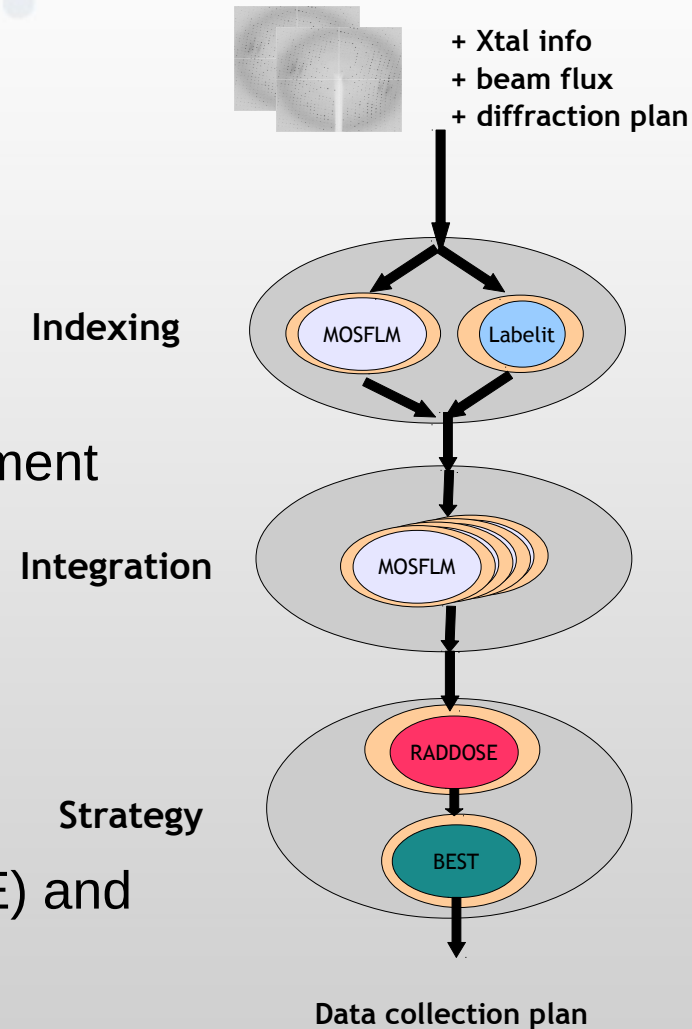 + Xtal info
+ beam flux
+ diffraction plan
Indexing
MOSFLM
Labelit
ment
Integration
MOSFLM
RADDOSE
Strategy
BEST
E) and
Data collection plan